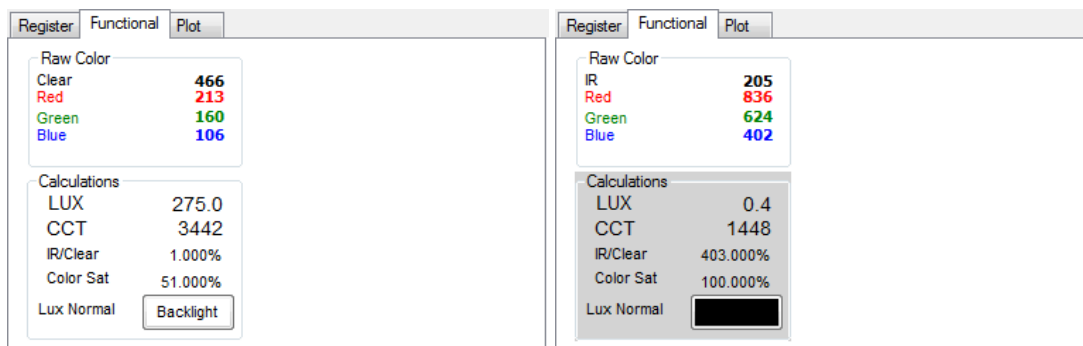 Register Functional Plot
Raw Color
Clear 466
Red 213
Green 160
Blue 106
Calculations
LUX 275.0
CCT 3442
IR/Clear 1.000%
Color Sat 51.000%
Lux Normal Backlight
Register Functional Plot
Raw Color
IR 205
Red 836
Green 624
Blue 402
Calculations
LUX 0.4
CCT 1448
IR/Clear 403.000%
Color Sat 100.000%
Lux Normal